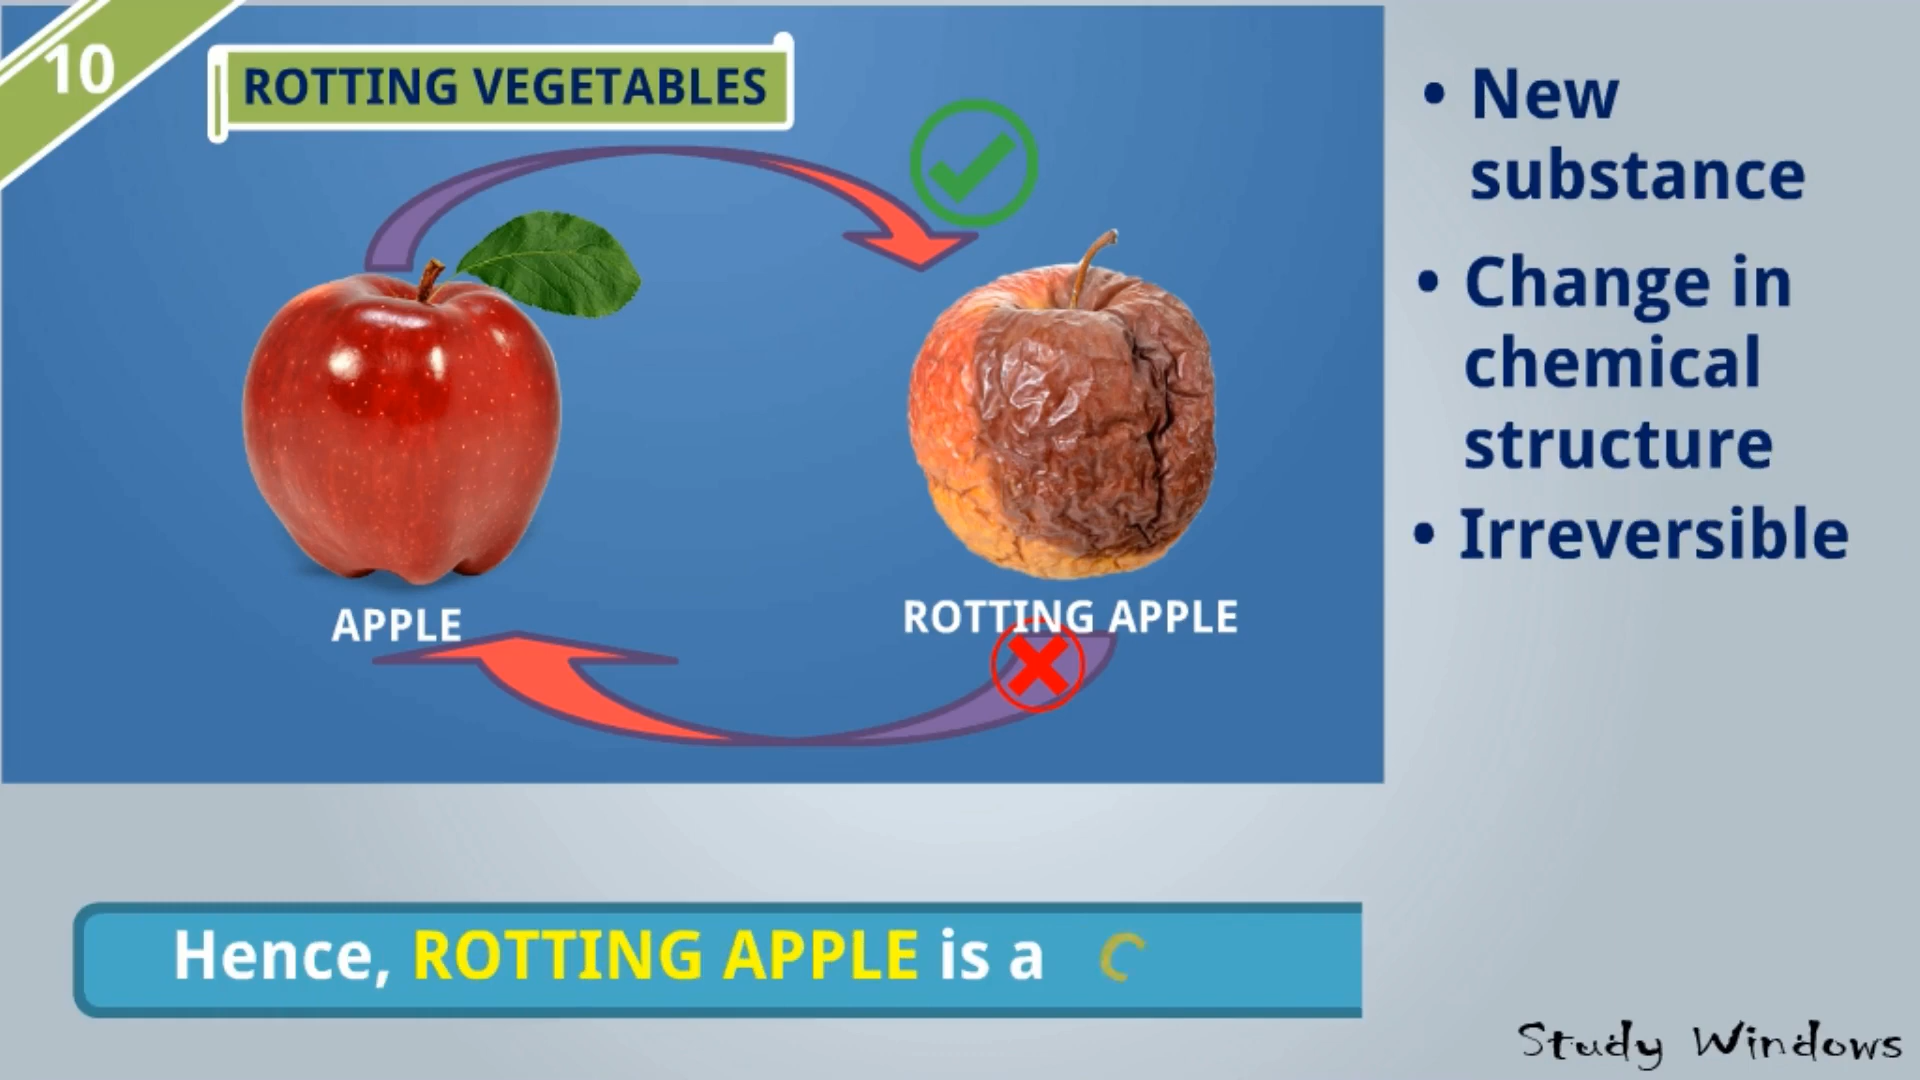 10
ROTTING VEGETABLES
APPLE
ROTTING APPLE
• New
substance
• Change in
chemical
structure
• Irreversible
Hence, ROTTING APPLE is a C
Study Windows